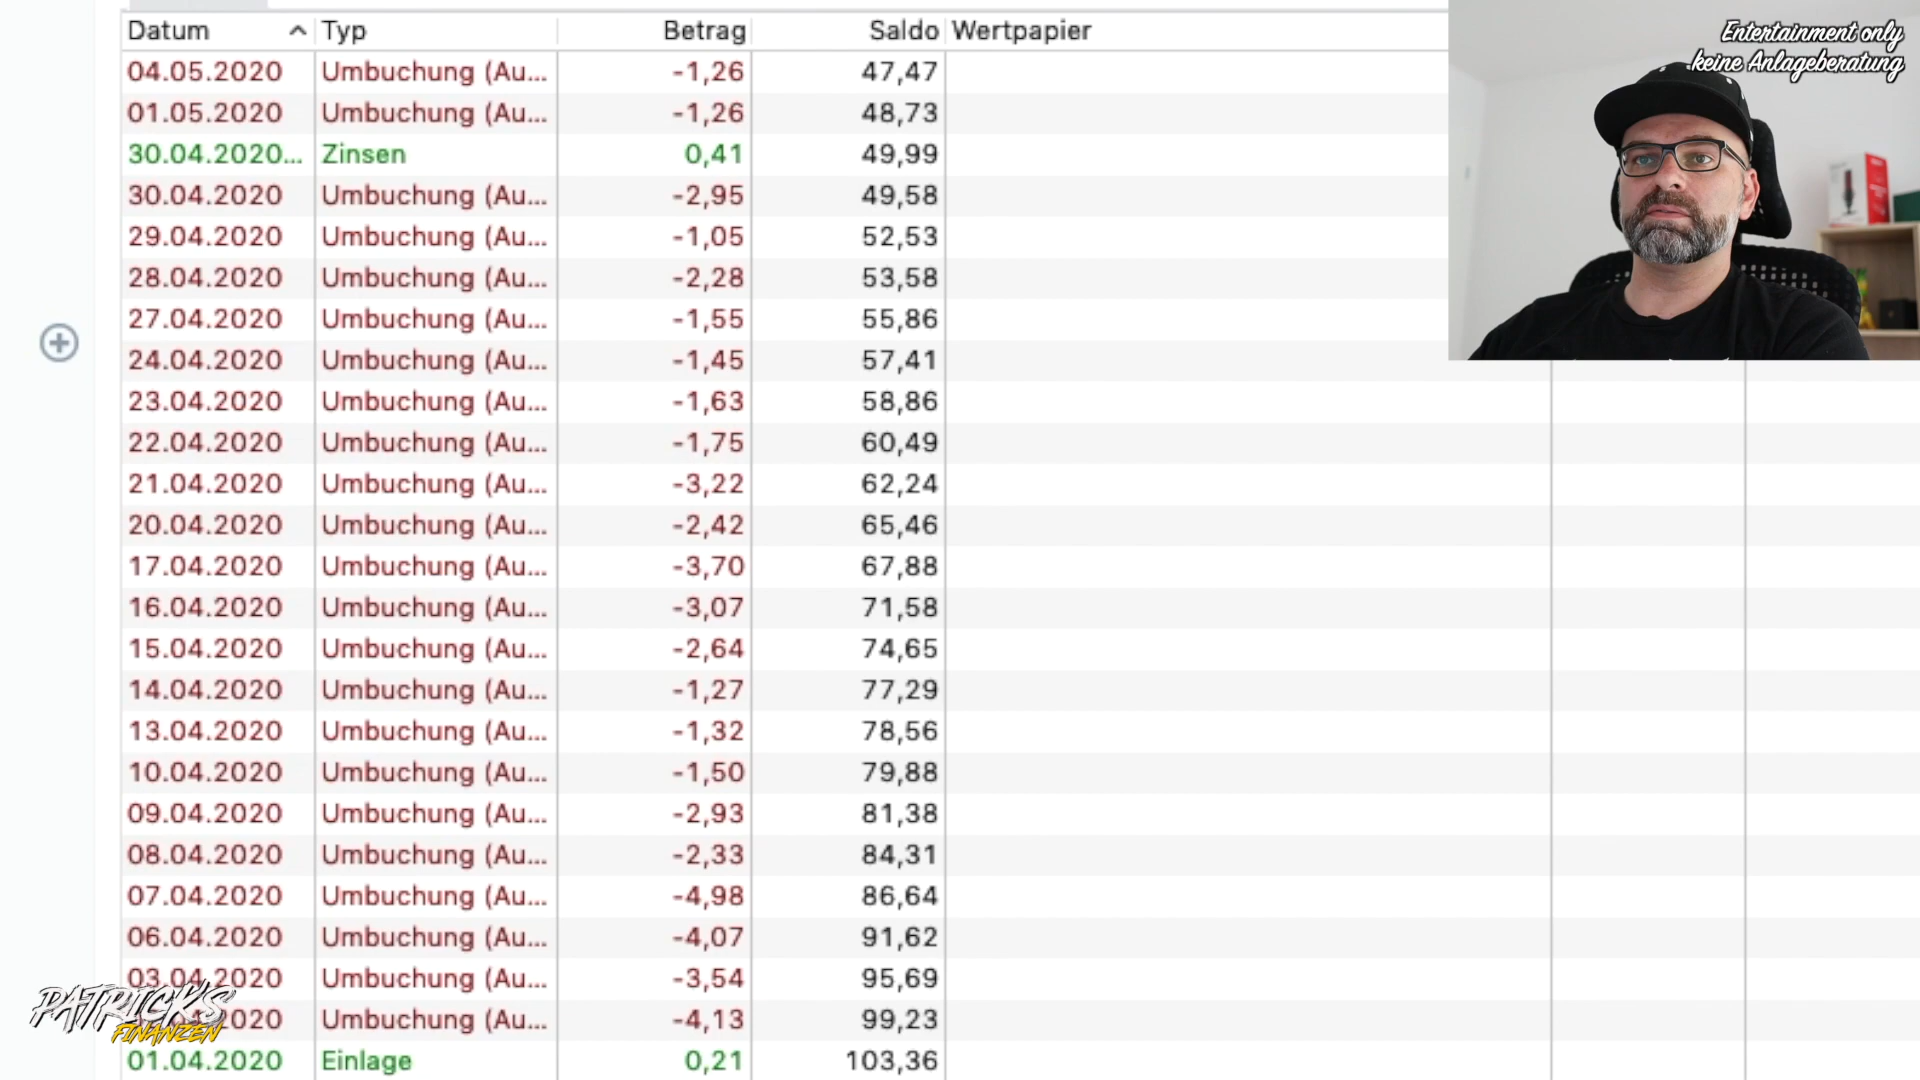 Datum Typ Betrag Saldo Wertpapier
Entertainment only
keine Anlageberatung
04.05.2020 Umbuchung (Au... -1,26 47,47
01.05.2020 Umbuchung (Au... -1,26 48,73
30.04.2020... Zinsen 0,41 49,99
30.04.2020 Umbuchung (Au... -2,95 49,58
29.04.2020 Umbuchung (Au... -1,05 52,53
28.04.2020 Umbuchung (Au... -2,28 53,58
27.04.2020 Umbuchung (Au... -1,55 55,86
24.04.2020 Umbuchung (Au... -1,45 57,41
23.04.2020 Umbuchung (Au... -1,63 58,86
22.04.2020 Umbuchung (Au... -1,75 60,49
21.04.2020 Umbuchung (Au... -3,22 62,24
20.04.2020 Umbuchung (Au... -2,42 65,46
17.04.2020 Umbuchung (Au... -3,70 67,88
16.04.2020 Umbuchung (Au... -3,07 71,58
15.04.2020 Umbuchung (Au... -2,64 74,65
14.04.2020 Umbuchung (Au... -1,27 77,29
13.04.2020 Umbuchung (Au... -1,32 78,56
10.04.2020 Umbuchung (Au... -1,50 79,88
09.04.2020 Umbuchung (Au... -2,93 81,38
08.04.2020 Umbuchung (Au... -2,33 84,31
07.04.2020 Umbuchung (Au... -4,98 86,64
06.04.2020 Umbuchung (Au... -4,07 91,62
03.04.2020 Umbuchung (Au... -3,54 95,69
PATRICKS
FINANZEN
2020 Umbuchung (Au... -4,13 99,23
01.04.2020 Einlage 0,21 103,36